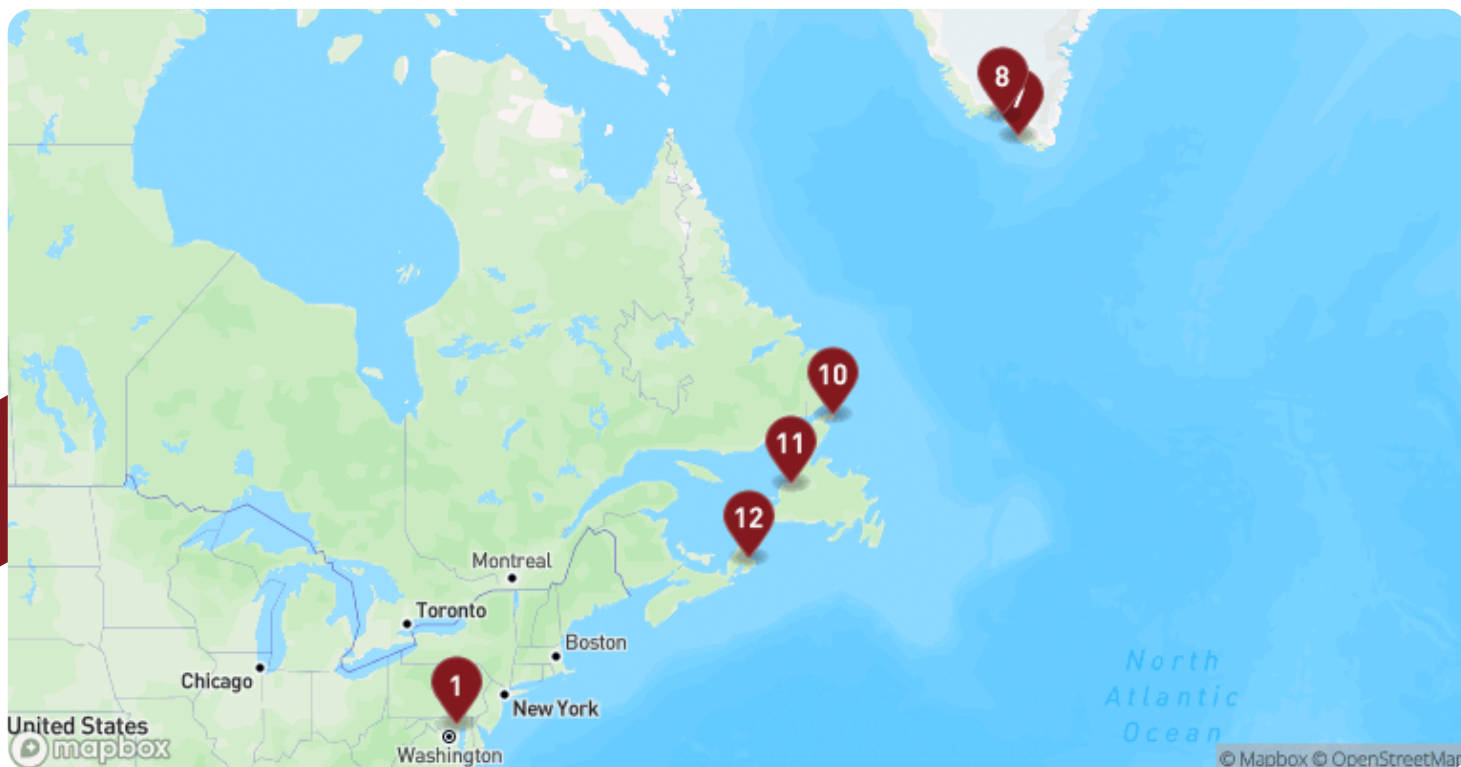 8
7
10
11
12
Montreal
Toronto
Boston
Chicago
1
New York
United States
Washington
North
Atlantic
Ocean
mapbox
© Mapbox © OpenStreetMap